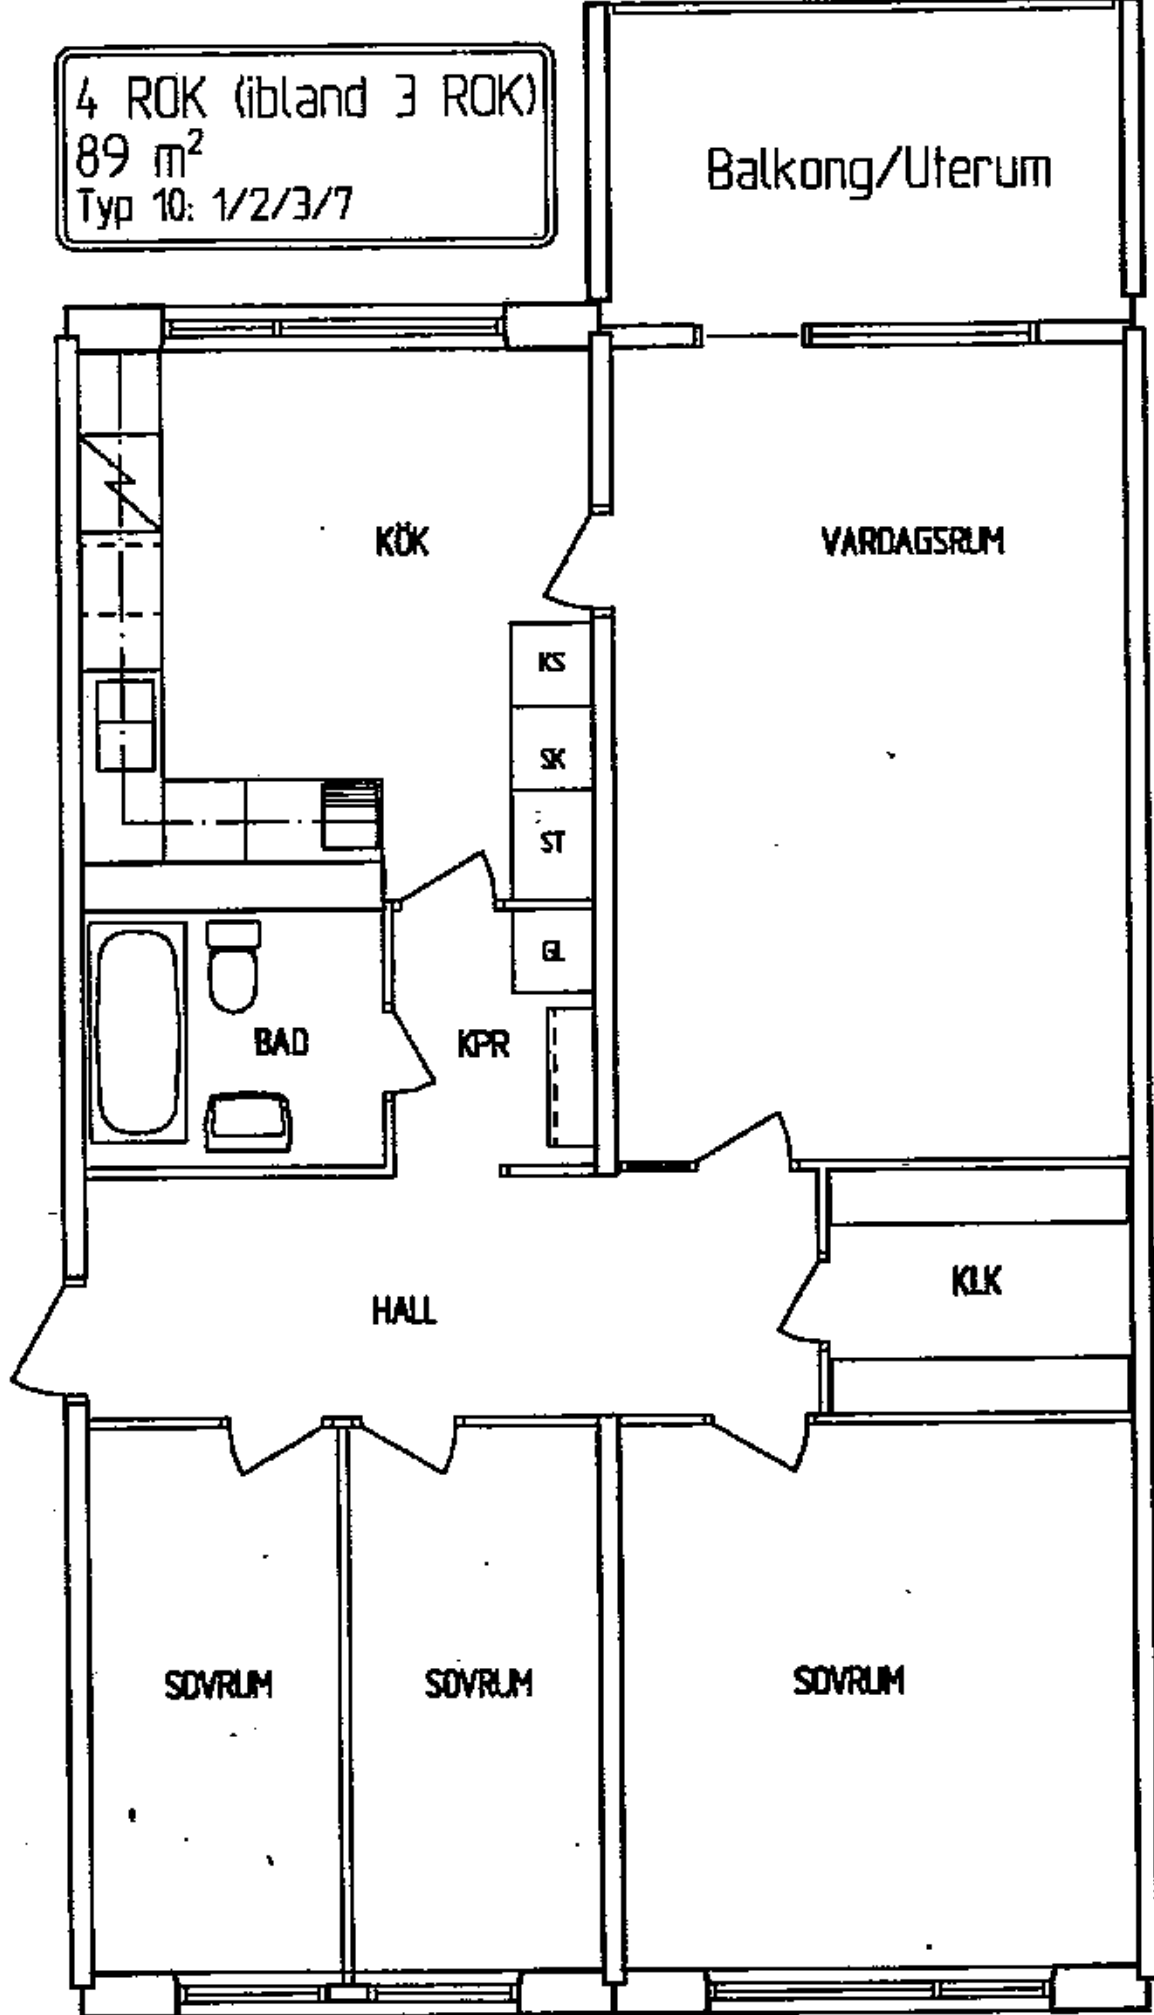 4 ROK (ibland 3 ROK)
89 m²
Typ 10: 1/2/3/7
Balkong/Uterum
KÖK
VARDAGSRUM
KS
SK
ST
GL
BAD
KPR
KLK
HALL
SOVRUM
SOVRUM
SOVRUM